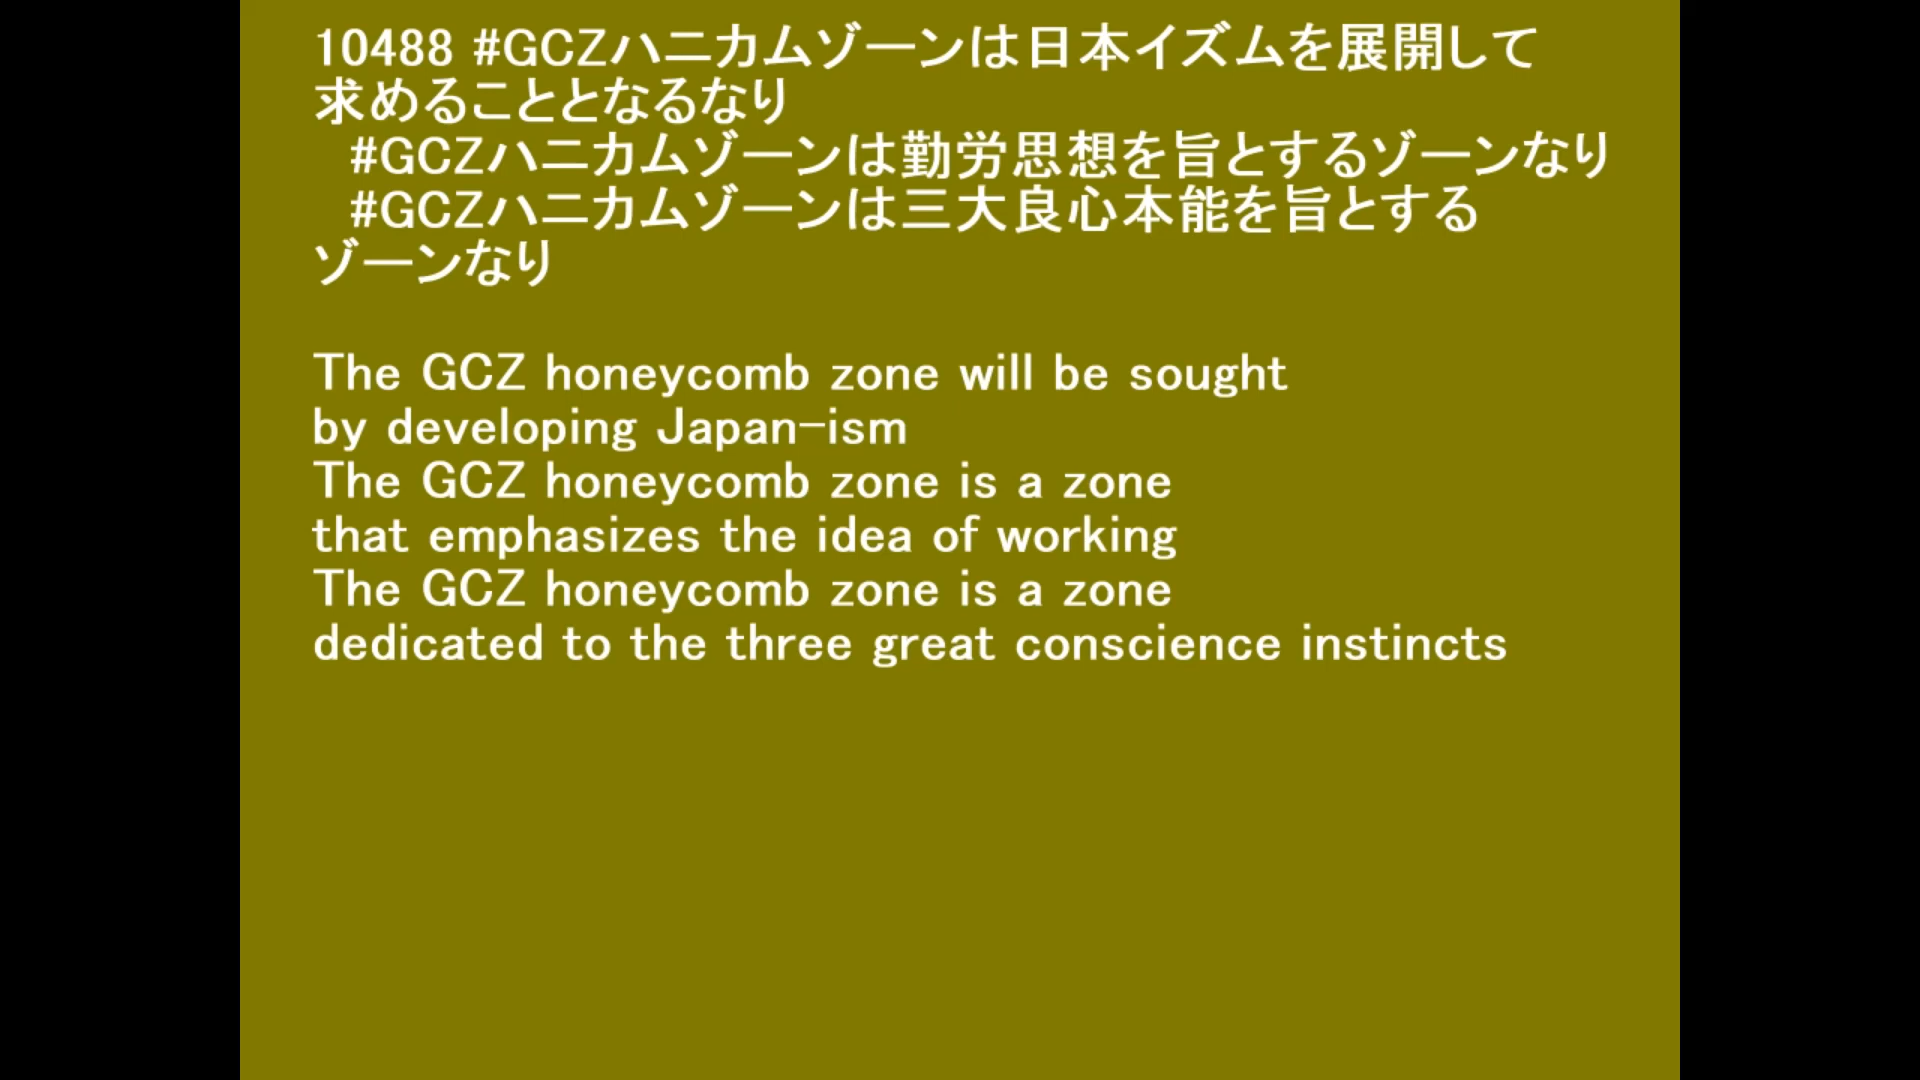 10488 #GCZハニカムゾーンは日本イズムを展開して
求めることとなるなり
#GCZハニカムゾーンは勤労思想を旨とするゾーンなり
#GCZハニカムゾーンは三大良心本能を旨とする
ゾーンなり
The GCZ honeycomb zone will be sought
by developing Japan-ism
The GCZ honeycomb zone is a zone
that emphasizes the idea of working
The GCZ honeycomb zone is a zone
dedicated to the three great conscience instincts